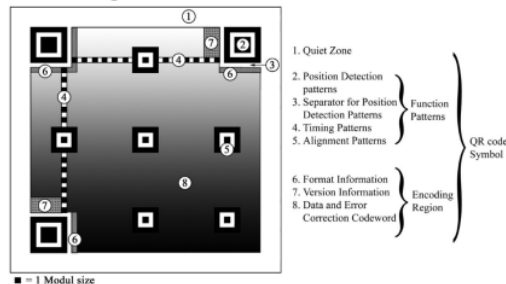 1
7
2
3
6
4
6
4
5
8
7
6
1. Quiet Zone
2. Position Detection
patterns
3. Separator for Position
Detection Patterns
4. Timing Patterns
5. Alignment Patterns
Function
Patterns
6. Format Information
7. Version Information
8. Data and Error
Correction Codeword
Encoding
Region
QR code
Symbol
= 1 Modul size